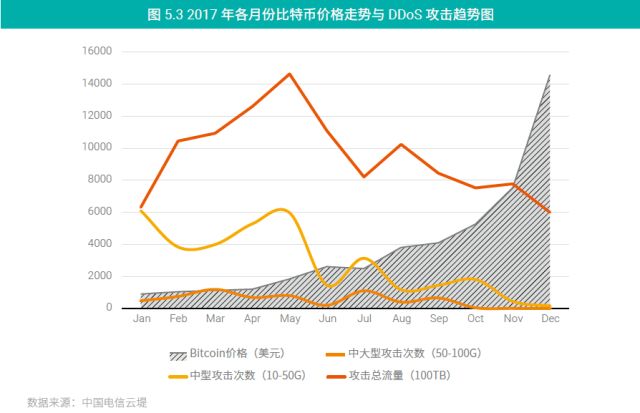 图 5.3 2017 年各月份比特币价格走势与 DDoS 攻击趋势图
16000
14000
12000
10000
8000
6000
4000
2000
0
Jan Feb Mar Apr May Jun Jul Aug Sep Oct Nov Dec
Bitcoin价格（美元） 中大型攻击次数（50-100G）
中型攻击次数（10-50G） 攻击总流量（100TB）
数据来源：中国电信云堤